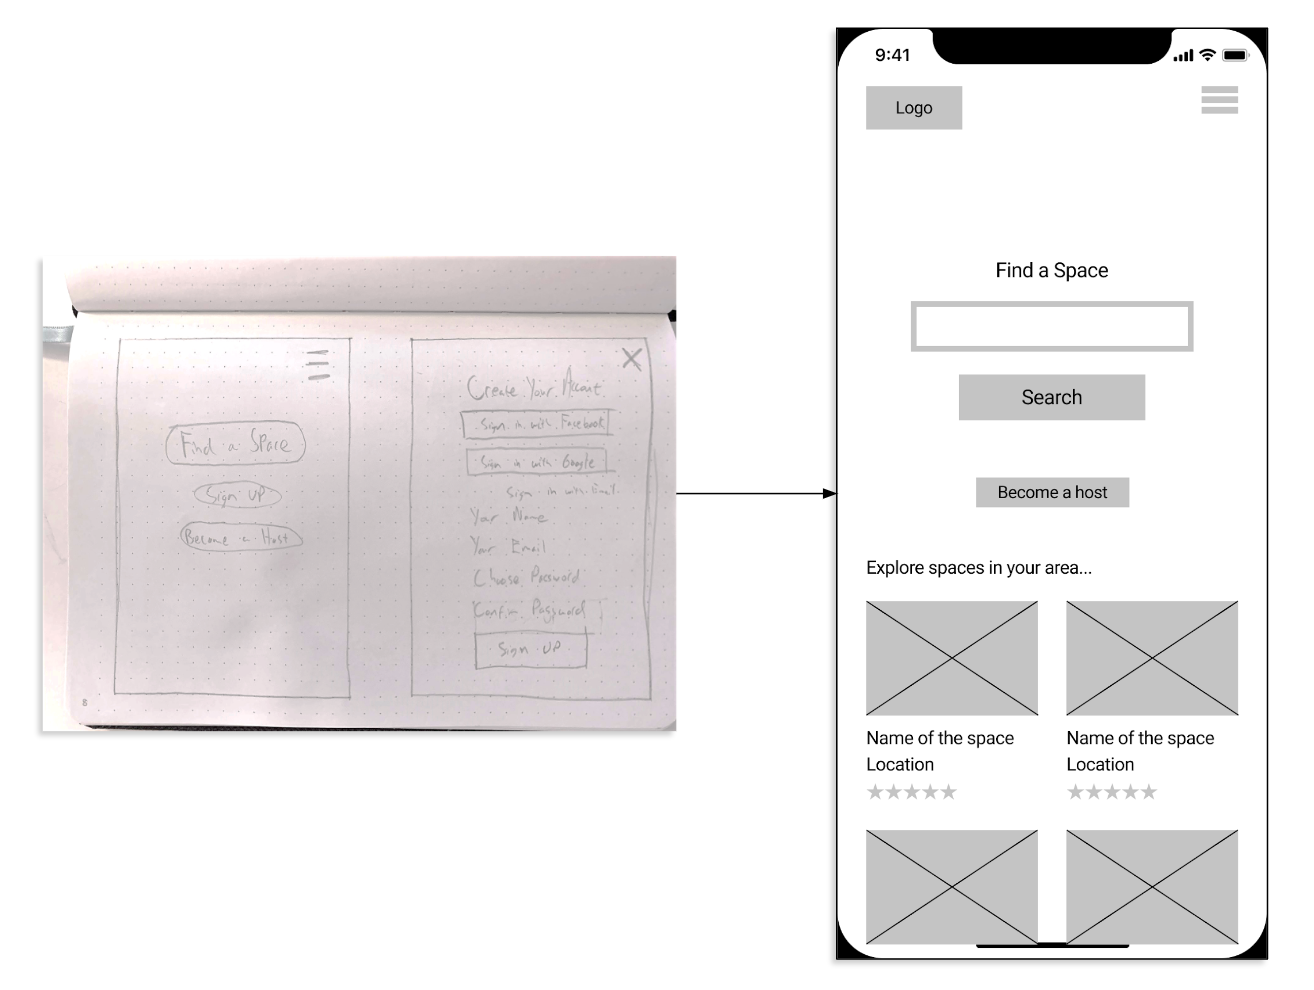 Find a Space
Sign UP
Become a Host
Create Your Account
Sign in with Facebook
Sign in with Google
Sign in with Email
Your Name
Your Email
Choose Password
Confirm Password
Sign UP
8
9:41
Logo
Find a Space
Search
Become a host
Explore spaces in your area...
Name of the space
Location
Name of the space
Location